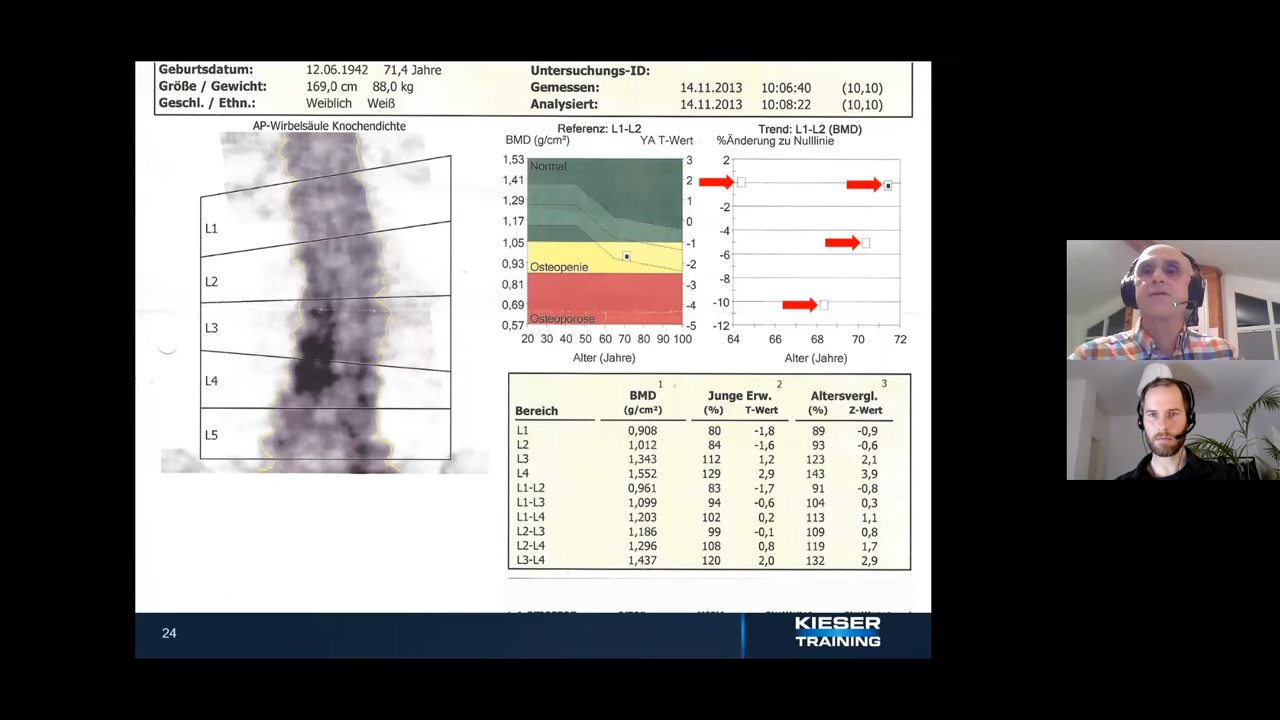 Geburtsdatum: 12.06.1942 71,4 Jahre
Größe / Gewicht: 169,0 cm 88,0 kg
Geschl. / Ethn.: Weiblich Weiß
Untersuchungs-ID:
Gemessen: 14.11.2013 10:06:40 (10,10)
Analysiert: 14.11.2013 10:08:22 (10,10)
AP-Wirbelsäule Knochendichte
L1
L2
L3
L4
L5
Referenz: L1-L2
BMD (g/cm²) YA T-Wert
1,53 3
1,41 2
1,29 1
1,17 0
1,05 -1
0,93 -2
0,81 -3
0,69 -4
0,57 -5
Normal
Osteopenie
Osteoporose
20 30 40 50 60 70 80 90 100
Alter (Jahre)
Trend: L1-L2 (BMD)
%Änderung zu Nulllinie
2
-2
-4
-6
-8
-10
-12
64 66 68 70 72
Alter (Jahre)
1 2 3
BMD Junge Erw. Altersvergl.
Bereich (g/cm²) (%) T-Wert (%) Z-Wert
L1 0,908 80 -1,8 89 -0,9
L2 1,012 84 -1,6 93 -0,6
L3 1,343 112 1,2 123 2,1
L4 1,552 129 2,9 143 3,9
L1-L2 0,961 83 -1,7 91 -0,8
L1-L3 1,099 94 -0,6 104 0,3
L1-L4 1,203 102 0,2 113 1,1
L2-L3 1,186 99 -0,1 109 0,8
L2-L4 1,296 108 0,8 119 1,7
L3-L4 1,437 120 2,0 132 2,9
24
KIESER
TRAINING